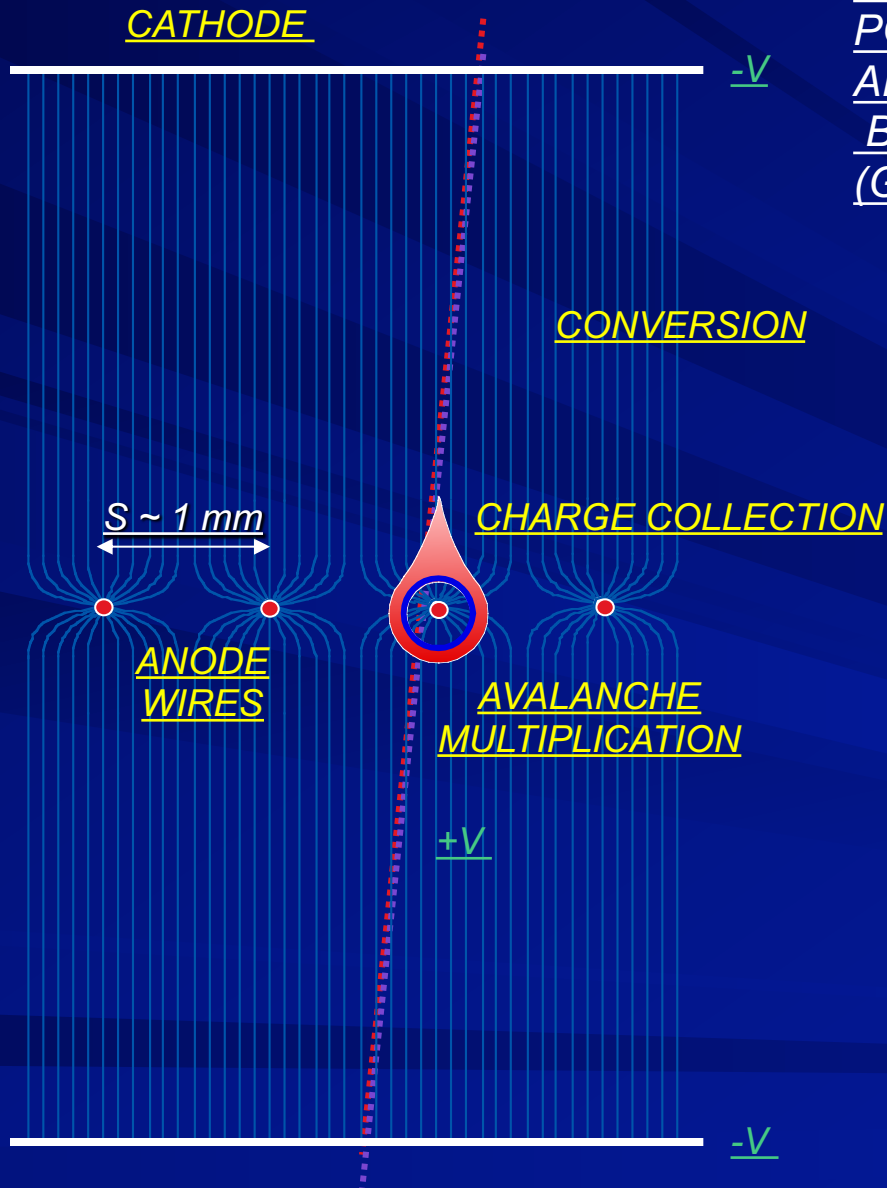 CATHODE
-V
CONVERSION
S ~ 1 mm
CHARGE COLLECTION
ANODE
WIRES
AVALANCHE
MULTIPLICATION
+V
-V